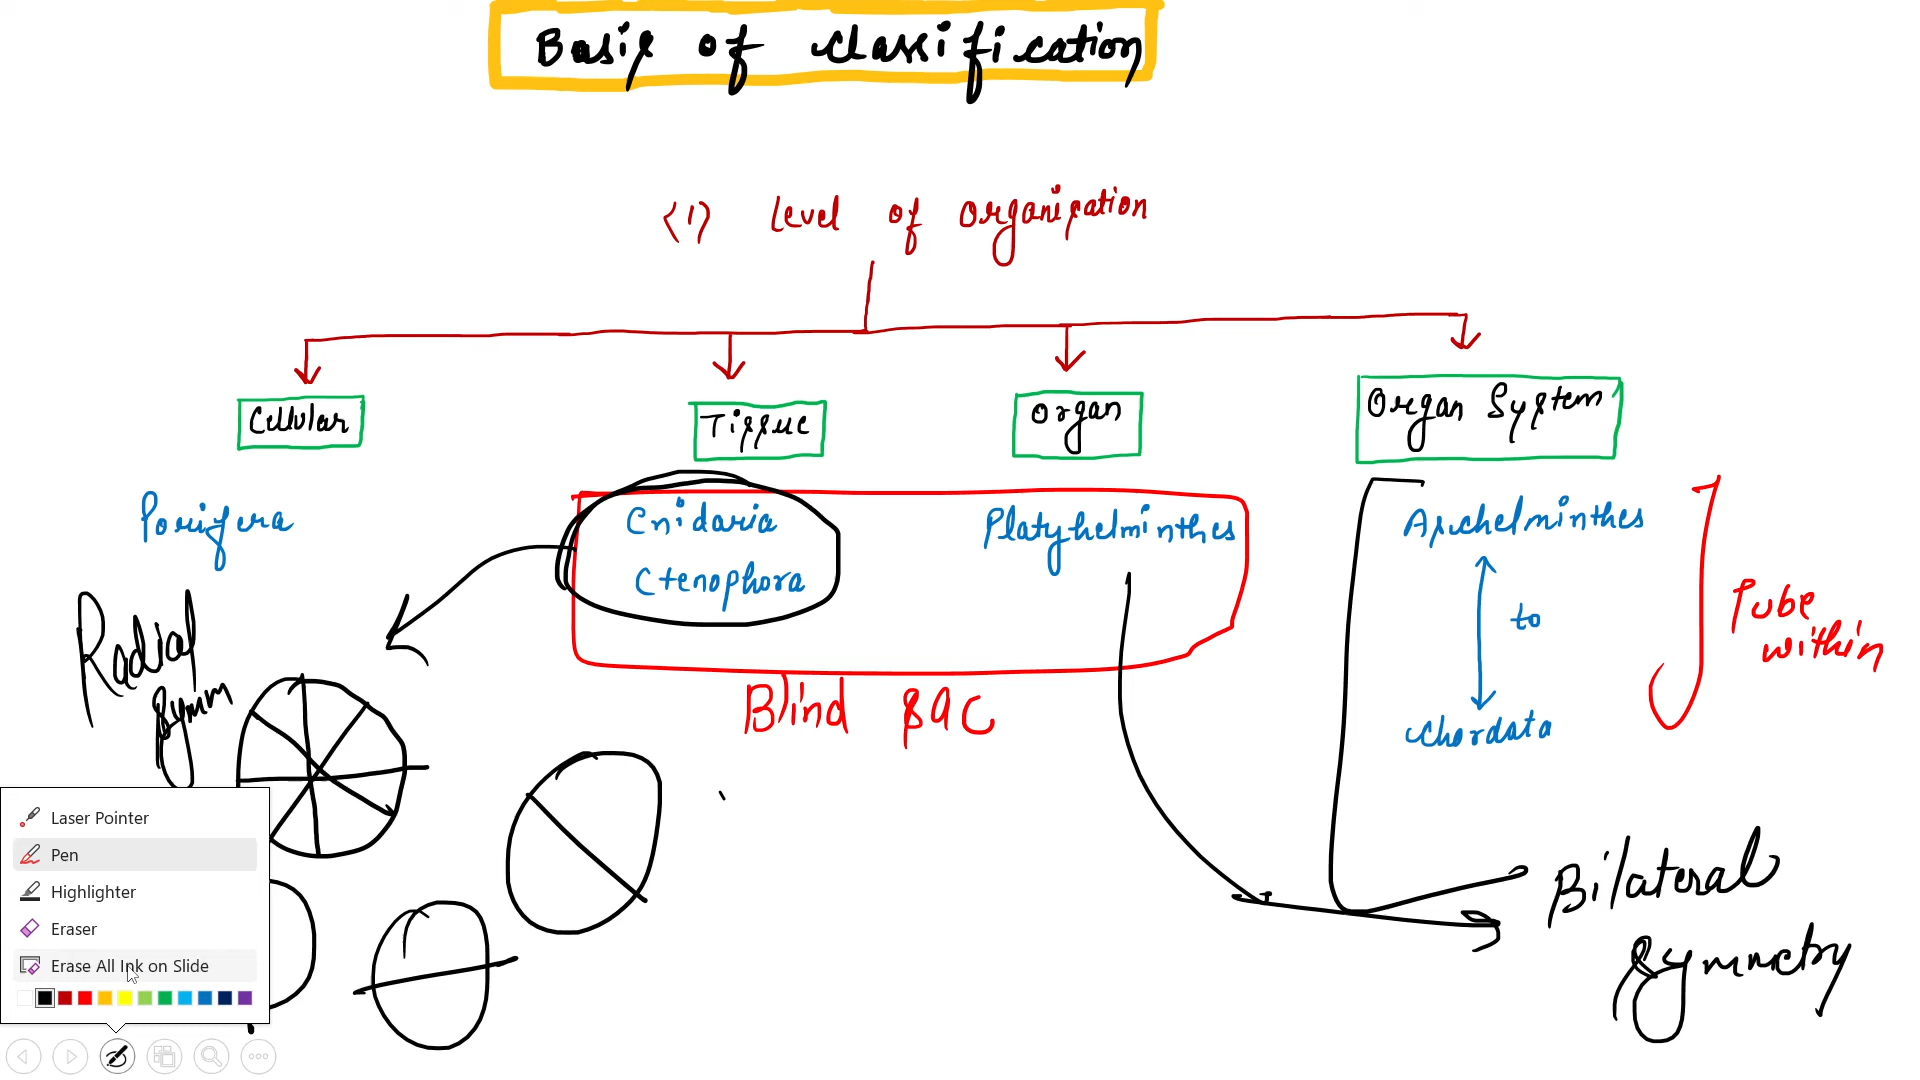 Basis of classification
(1) Level of Organisation
Cellular
Tissue
Organ
Organ System
Porifera
Cnidaria
Ctenophora
Platyhelminthes
Aschelminthes
to
Chordata
Tube
within
Radial
symm
Blind sac
Bilateral
symmetry
Laser Pointer
Pen
Highlighter
Eraser
Erase All Ink on Slide